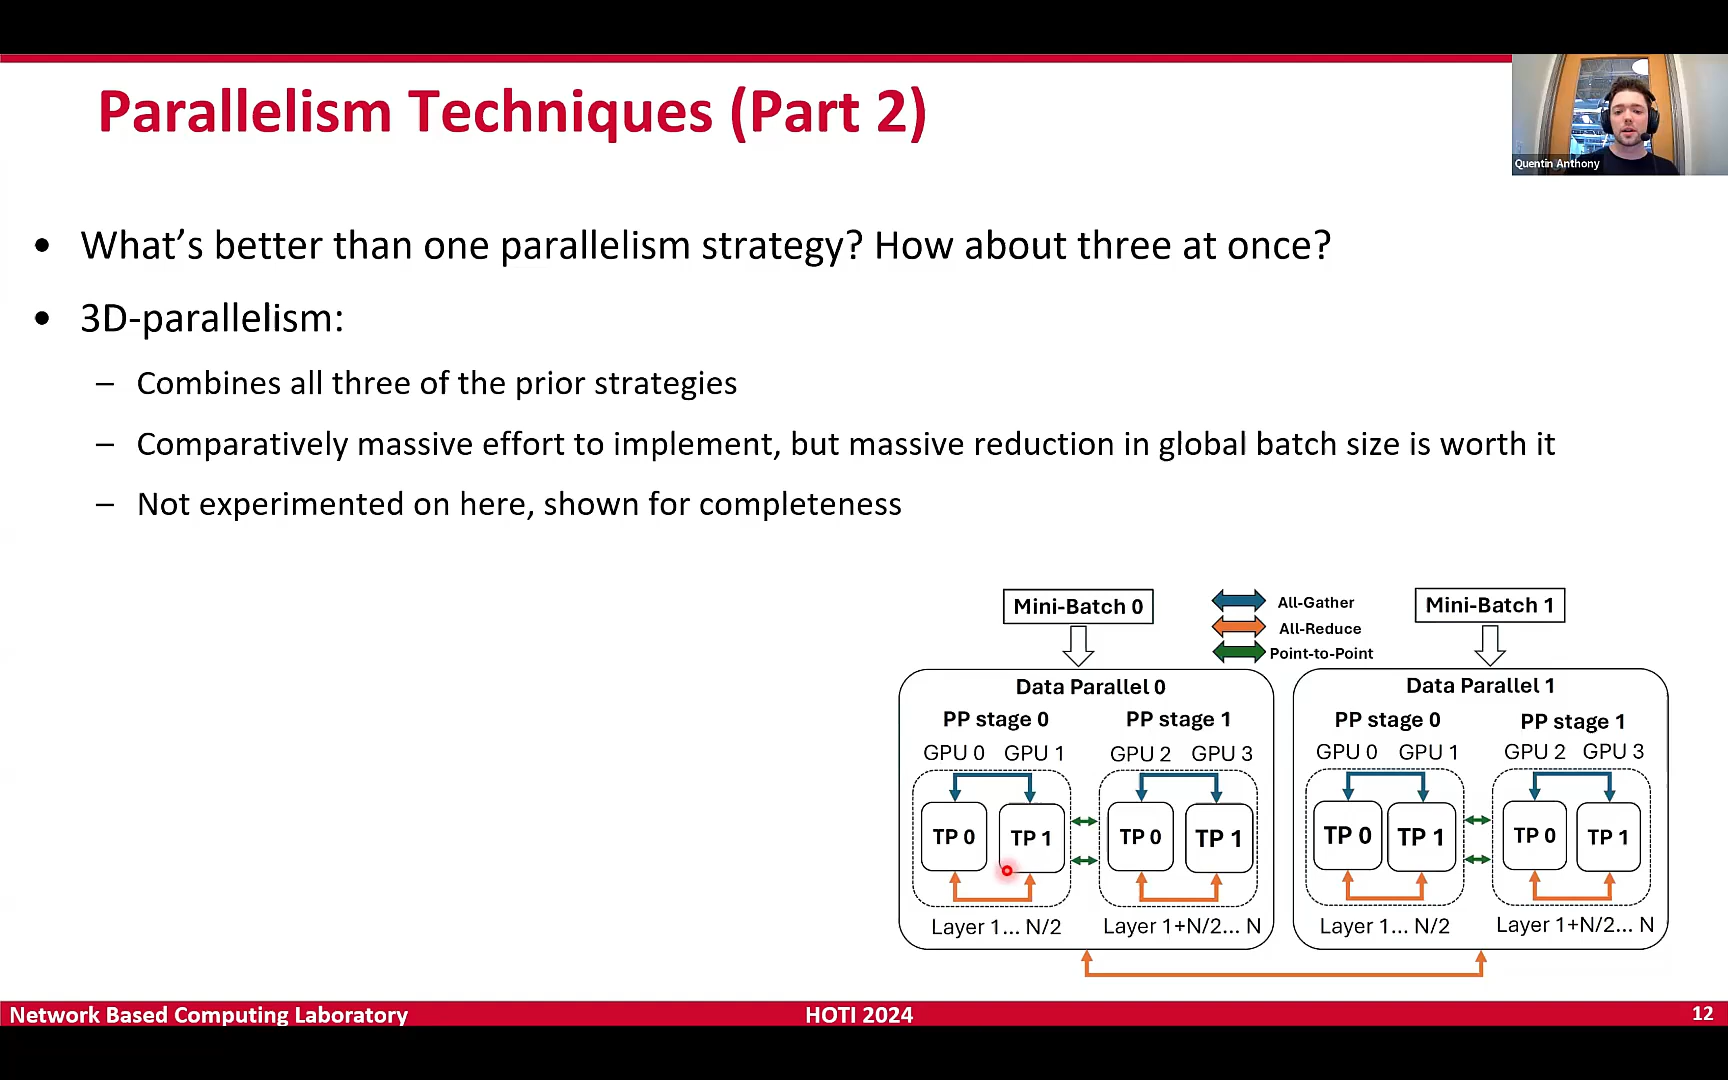 Parallelism Techniques (Part 2)
Quentin Anthony
• What’s better than one parallelism strategy? How about three at once?
• 3D-parallelism:
– Combines all three of the prior strategies
– Comparatively massive effort to implement, but massive reduction in global batch size is worth it
– Not experimented on here, shown for completeness
Mini-Batch 0
All-Gather
All-Reduce
Point-to-Point
Mini-Batch 1
Data Parallel 0
PP stage 0 PP stage 1
GPU 0 GPU 1 GPU 2 GPU 3
TP 0 TP 1 TP 0 TP 1
Layer 1... N/2 Layer 1+N/2... N
Data Parallel 1
PP stage 0 PP stage 1
GPU 0 GPU 1 GPU 2 GPU 3
TP 0 TP 1 TP 0 TP 1
Layer 1... N/2 Layer 1+N/2... N
Network Based Computing Laboratory HOTI 2024 12